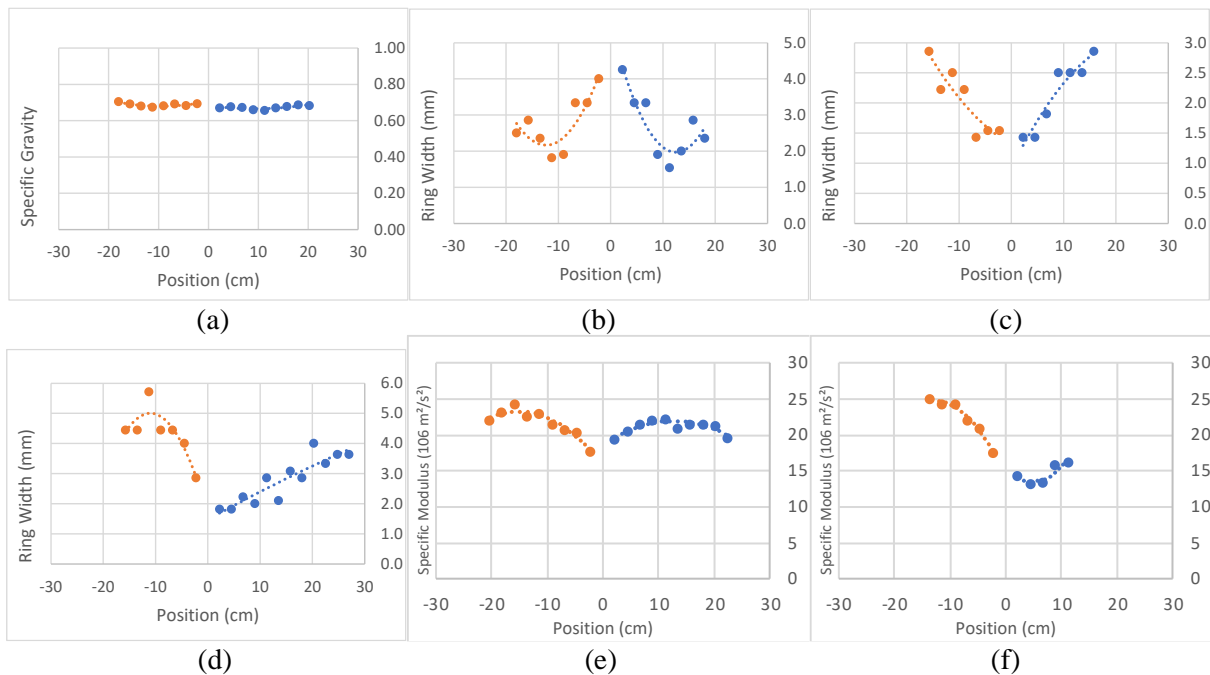 Specific Gravity
1.00
0.80
0.60
0.40
0.20
0.00
-30 -20 -10 0 10 20 30
Position (cm)
(a)
Ring Width (mm)
5.0
4.0
3.0
2.0
1.0
0.0
-30 -20 -10 0 10 20 30
Position (cm)
(b)
Ring Width (mm)
3.0
2.5
2.0
1.5
1.0
0.5
0.0
-30 -20 -10 0 10 20 30
Position (cm)
(c)
Ring Width (mm)
6.0
5.0
4.0
3.0
2.0
1.0
0.0
-30 -20 -10 0 10 20 30
Position (cm)
(d)
Specific Modulus (106 m²/s²)
30
25
20
15
10
5
0
-30 -20 -10 0 10 20 30
Position (cm)
(e)
Specific Modulus (106 m²/s²)
30
25
20
15
10
5
0
-30 -20 -10 0 10 20 30
Position (cm)
(f)